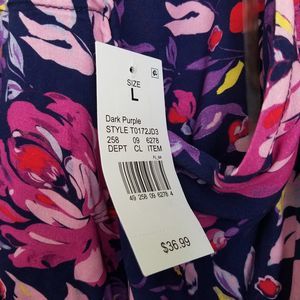 SIZE
L
Dark Purple
STYLE T0172JD3
258 09 6278
DEPT CL ITEM
49 258 09 6278 4
$36.99